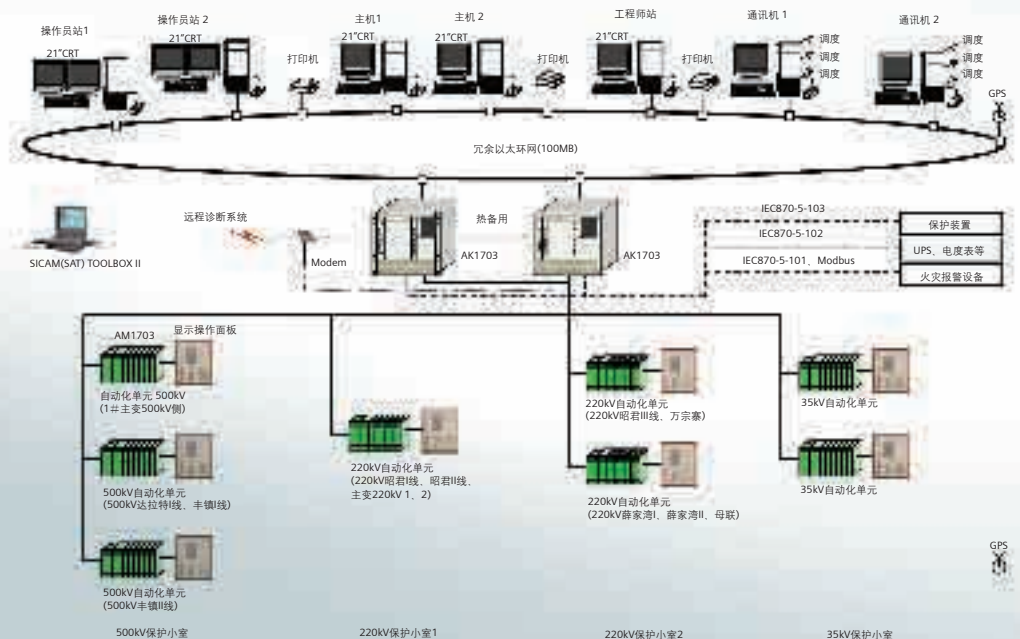 操作员站1
21"CRT
操作员站 2
21"CRT
打印机
主机1
21"CRT
主机 2
21"CRT
打印机
工程师站
21"CRT
打印机
通讯机 1
调度
调度
调度
通讯机 2
调度
调度
调度
GPS
冗余以太环网(100MB)
SICAM(SAT) TOOLBOX II
远程诊断系统
Modem
热备用
AK1703
AK1703
IEC870-5-103
IEC870-5-102
IEC870-5-101、Modbus
保护装置
UPS、电度表等
火灾报警设备
AM1703
显示操作面板
自动化单元 500kV
(1#主变500kV侧)
500kV自动化单元
(500kV达拉特I线、丰镇I线)
500kV自动化单元
(500kV丰镇II线)
220kV自动化单元
(220kV昭君I线、昭君II线、
主变220kV 1、2)
220kV自动化单元
(220kV昭君III线、万宗寨)
220kV自动化单元
(220kV薛家湾I、薛家湾II、母联)
35kV自动化单元
35kV自动化单元
GPS
500kV保护小室
220kV保护小室1
220kV保护小室2
35kV保护小室